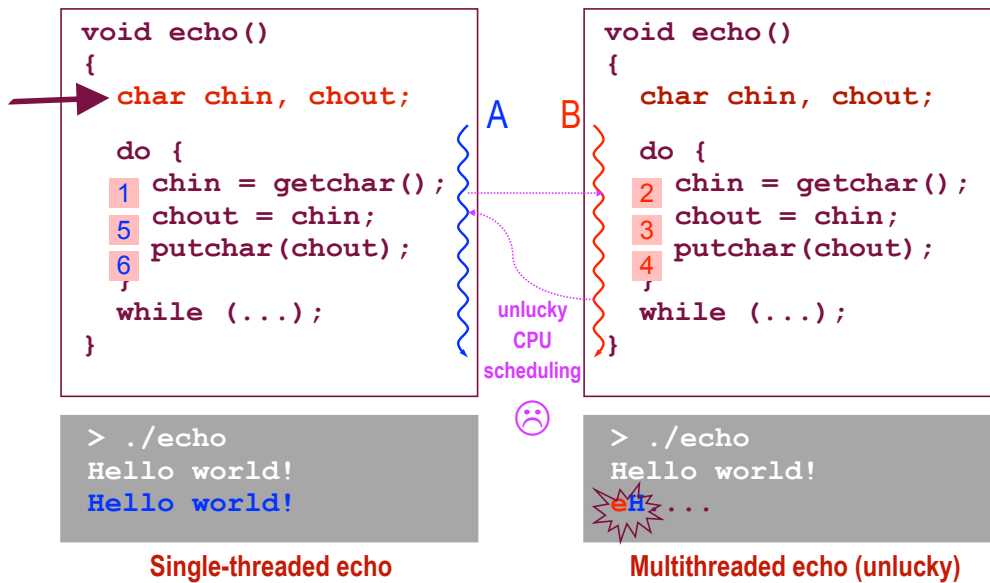 void echo()
{
char chin, chout;
do {
1 chin = getchar();
5 chout = chin;
6 putchar(chout);
}
while (...);
}
A
B
void echo()
{
char chin, chout;
do {
2 chin = getchar();
3 chout = chin;
4 putchar(chout);
}
while (...);
}
unlucky
CPU
scheduling
> ./echo
Hello world!
Hello world!
Single-threaded echo
> ./echo
Hello world!
eH....
Multithreaded echo (unlucky)